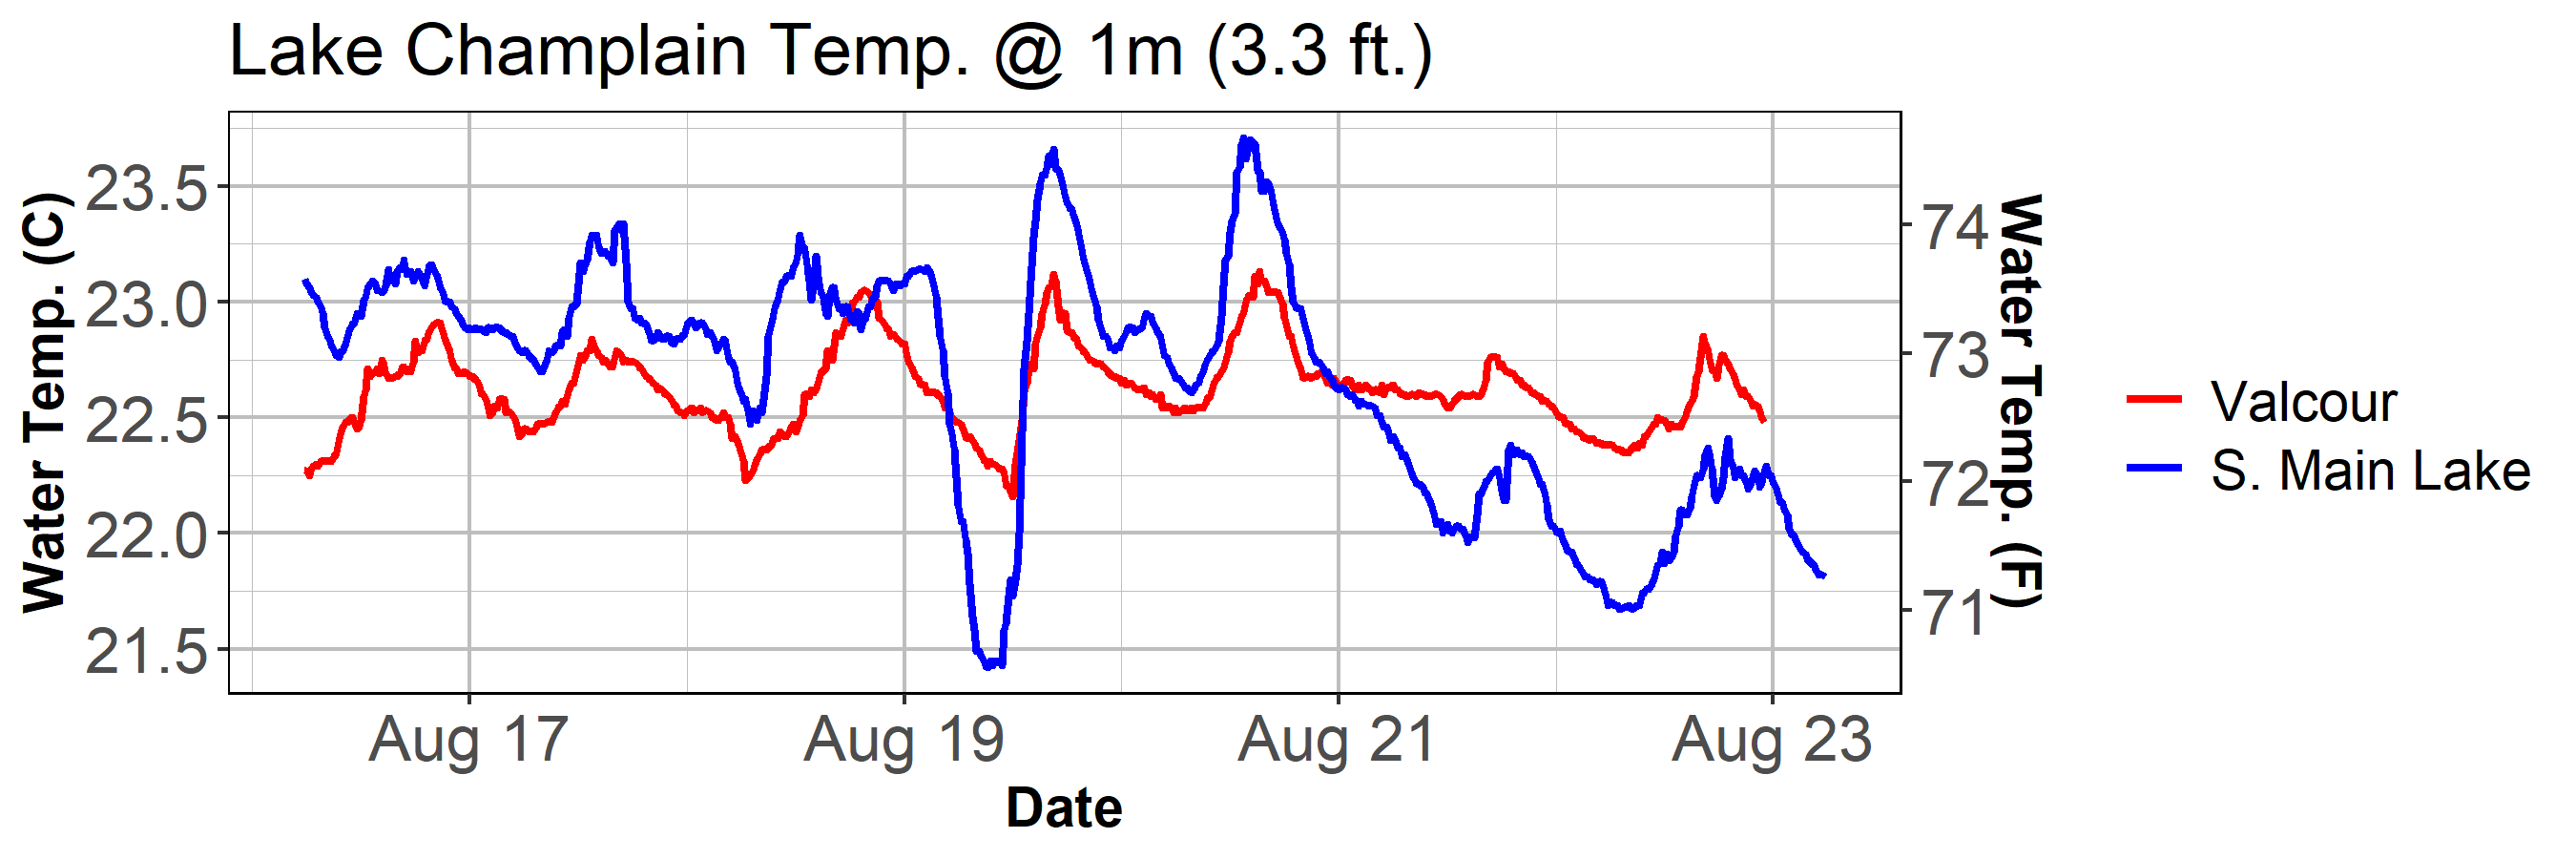 Lake Champlain Temp. @ 1m (3.3 ft.)
Water Temp. (C)
23.5
23.0
22.5
22.0
21.5
74
73
72
71
Water Temp. (F)
Aug 17
Aug 19
Aug 21
Aug 23
Date
Valcour
S. Main Lake